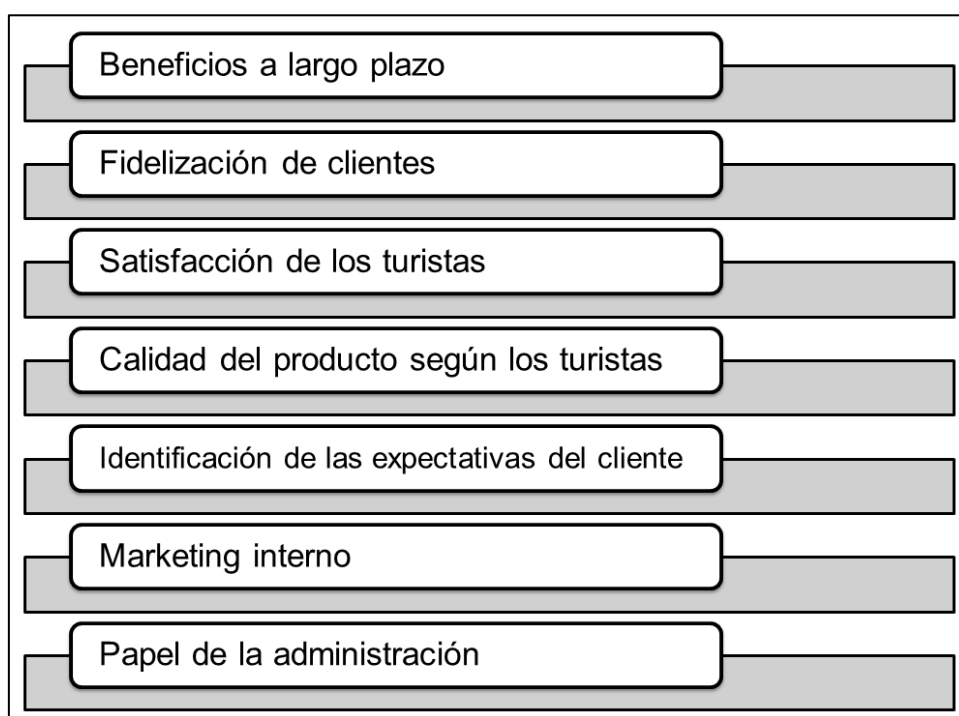 Beneficios a largo plazo
Fidelización de clientes
Satisfacción de los turistas
Calidad del producto según los turistas
Identificación de las expectativas del cliente
Marketing interno
Papel de la administración